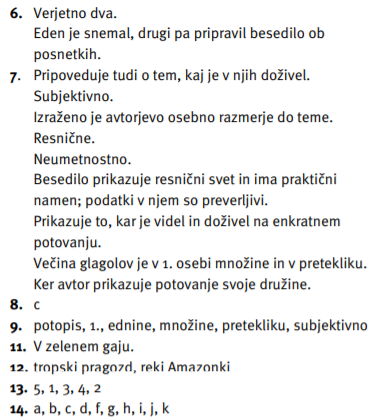 6. Verjetno dva.
Eden je snemal, drugi pa pripravil besedilo ob
posnetkih.
7. Pripoveduje tudi o tem, kaj je v njih doživel.
Subjektivno.
Izraženo je avtorjevo osebno razmerje do teme.
Resnične.
Neumetnostno.
Besedilo prikazuje resnični svet in ima praktični
namen; podatki v njem so preverljivi.
Prikazuje to, kar je videl in doživel na enkratnem
potovanju.
Večina glagolov je v 1. osebi množine in v pretekliku.
Ker avtor prikazuje potovanje svoje družine.
8. c
9. potopis, 1., ednine, množine, pretekliku, subjektivno
11. V zelenem gaju.
12. tropski pragozd, reki Amazonki
13. 5, 1, 3, 4, 2
14. a, b, c, d, f, g, h, i, j, k